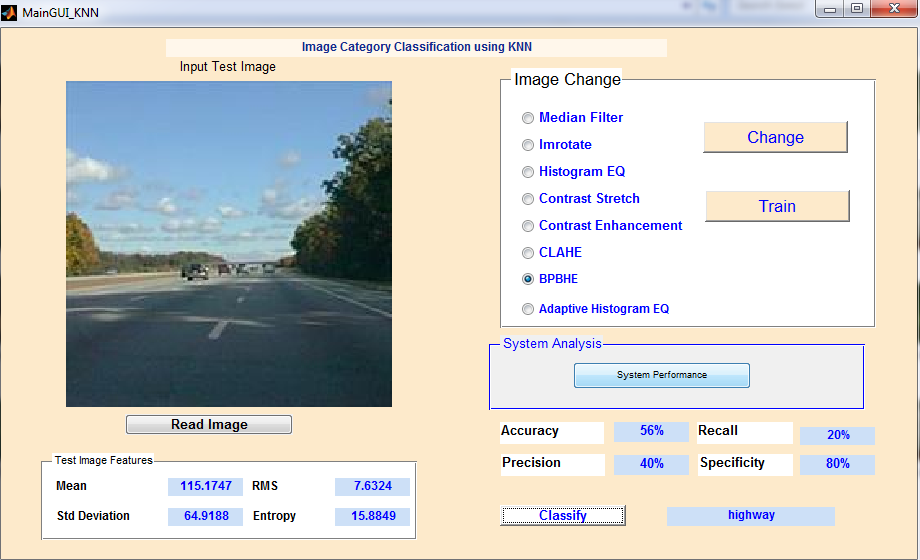 MainGUI_KNN
Image Category Classification using KNN
Input Test Image
Read Image
Test Image Features
Mean 115.1747 RMS 7.6324
Std Deviation 64.9188 Entropy 15.8849
Image Change
Median Filter
Imrotate
Histogram EQ
Contrast Stretch
Contrast Enhancement
CLAHE
BPBHE
Adaptive Histogram EQ
Change
Train
System Analysis
System Performance
Accuracy 56% Recall 20%
Precision 40% Specificity 80%
Classify highway